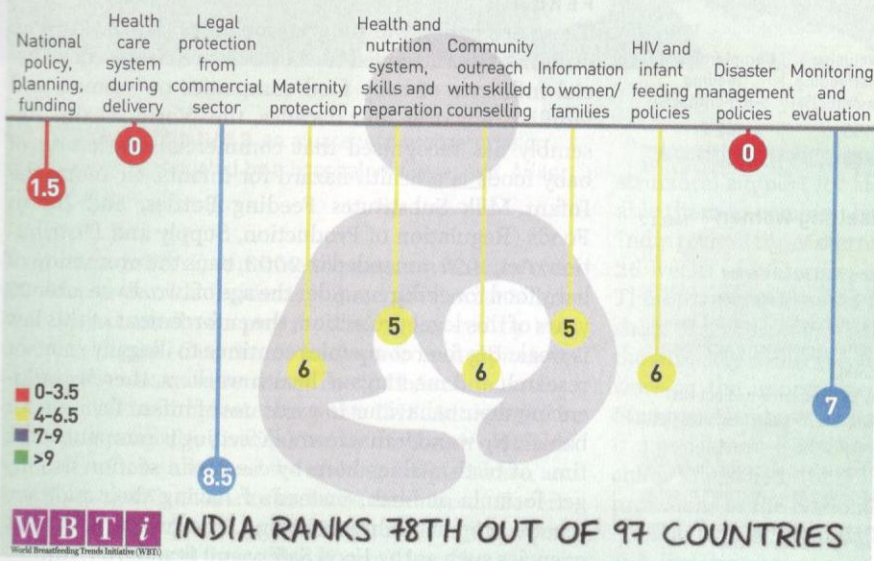 National
policy,
planning,
funding
Health
care
system
during
delivery
Legal
protection
from
commercial
sector
Maternity
protection
Health and
nutrition
system,
skills and
preparation
Community
outreach
with skilled
counselling
Information
to women/
families
HIV and
infant
feeding
policies
Disaster
management
policies
Monitoring
and
evaluation
1.5
0
8.5
6
5
6
5
6
0
7
0-3.5
4-6.5
7-9
>9
WBTi
World Breastfeeding Trends Initiative (WBTi)
INDIA RANKS 78TH OUT OF 97 COUNTRIES